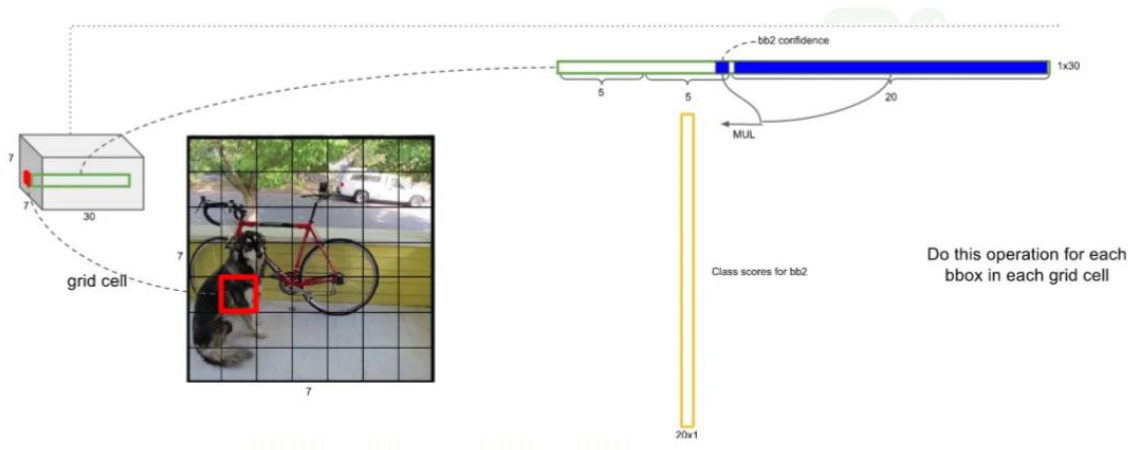 bb2 confidence
1x30
5
5
20
MUL
7
7
30
grid cell
7
7
Class scores for bb2
20x1
Do this operation for each
bbox in each grid cell